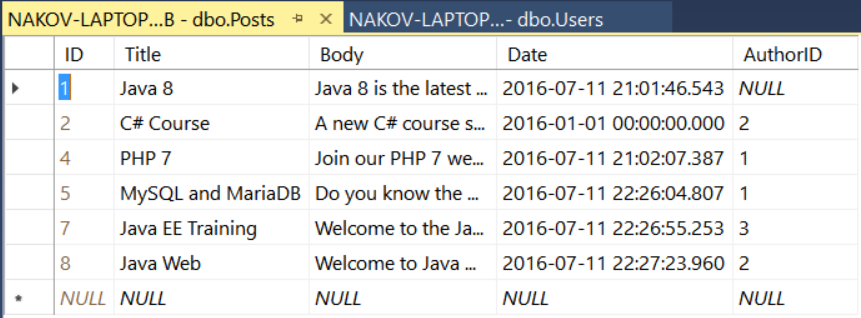 NAKOV-LAPTOP...B - dbo.Posts NAKOV-LAPTOP...- dbo.Users
ID Title Body Date AuthorID
1 Java 8 Java 8 is the latest ... 2016-07-11 21:01:46.543 NULL
2 C# Course A new C# course s... 2016-01-01 00:00:00.000 2
4 PHP 7 Join our PHP 7 we... 2016-07-11 21:02:07.387 1
5 MySQL and MariaDB Do you know the ... 2016-07-11 22:26:04.807 1
7 Java EE Training Welcome to the Ja... 2016-07-11 22:26:55.253 3
8 Java Web Welcome to Java ... 2016-07-11 22:27:23.960 2
NULL NULL NULL NULL NULL